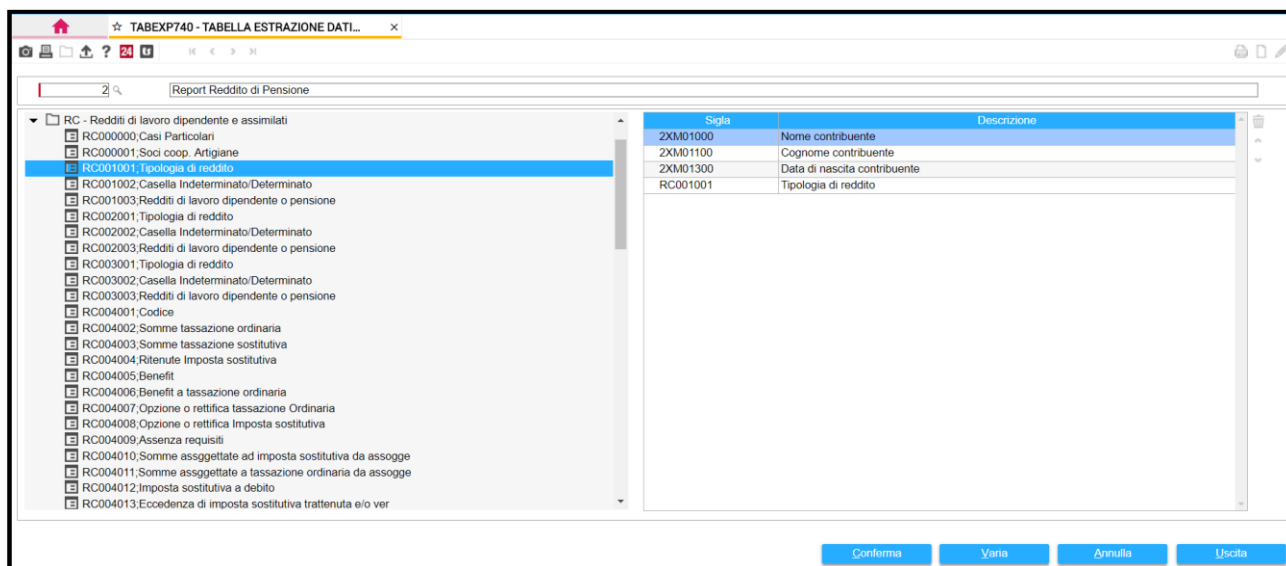 ☆ TABEXP740 - TABELLA ESTRAZIONE DATI... ×
? 24
2 Report Reddito di Pensione
RC - Redditi di lavoro dipendente e assimilati
RC000000;Casi Particolari
RC000001;Soci coop. Artigiane
RC001001;Tipologia di reddito
RC001002;Casella Indeterminato/Determinato
RC001003;Redditi di lavoro dipendente o pensione
RC002001;Tipologia di reddito
RC002002;Casella Indeterminato/Determinato
RC002003;Redditi di lavoro dipendente o pensione
RC003001;Tipologia di reddito
RC003002;Casella Indeterminato/Determinato
RC003003;Redditi di lavoro dipendente o pensione
RC004001;Codice
RC004002;Somme tassazione ordinaria
RC004003;Somme tassazione sostitutiva
RC004004;Ritenute Imposta sostitutiva
RC004005;Benefit
RC004006;Benefit a tassazione ordinaria
RC004007;Opzione o rettifica tassazione Ordinaria
RC004008;Opzione o rettifica Imposta sostitutiva
RC004009;Assenza requisiti
RC004010;Somme assggettate ad imposta sostitutiva da assogge
RC004011;Somme assggettate a tassazione ordinaria da assogge
RC004012;Imposta sostitutiva a debito
RC004013;Eccedenza di imposta sostitutiva trattenuta e/o ver
Sigla Descrizione
2XM01000 Nome contribuente
2XM01100 Cognome contribuente
2XM01300 Data di nascita contribuente
RC001001 Tipologia di reddito
Conferma Varia Annulla Uscita